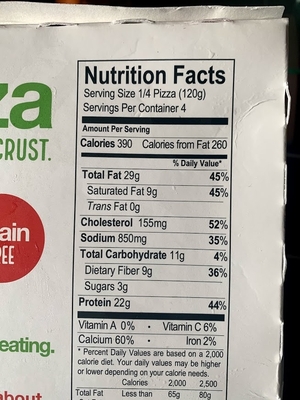 za
CRUST.
ain
EE
eating.
about
Nutrition Facts
Serving Size 1/4 Pizza (120g)
Servings Per Container 4
Amount Per Serving
Calories 390 Calories from Fat 260
% Daily Value*
Total Fat 29g 45%
Saturated Fat 9g 45%
Trans Fat 0g
Cholesterol 155mg 52%
Sodium 850mg 35%
Total Carbohydrate 11g 4%
Dietary Fiber 9g 36%
Sugars 3g
Protein 22g 44%
Vitamin A 0% • Vitamin C 6%
Calcium 60% • Iron 2%
* Percent Daily Values are based on a 2,000
calorie diet. Your daily values may be higher
or lower depending on your calorie needs.
Calories 2,000 2,500
Total Fat Less than 65g 80g